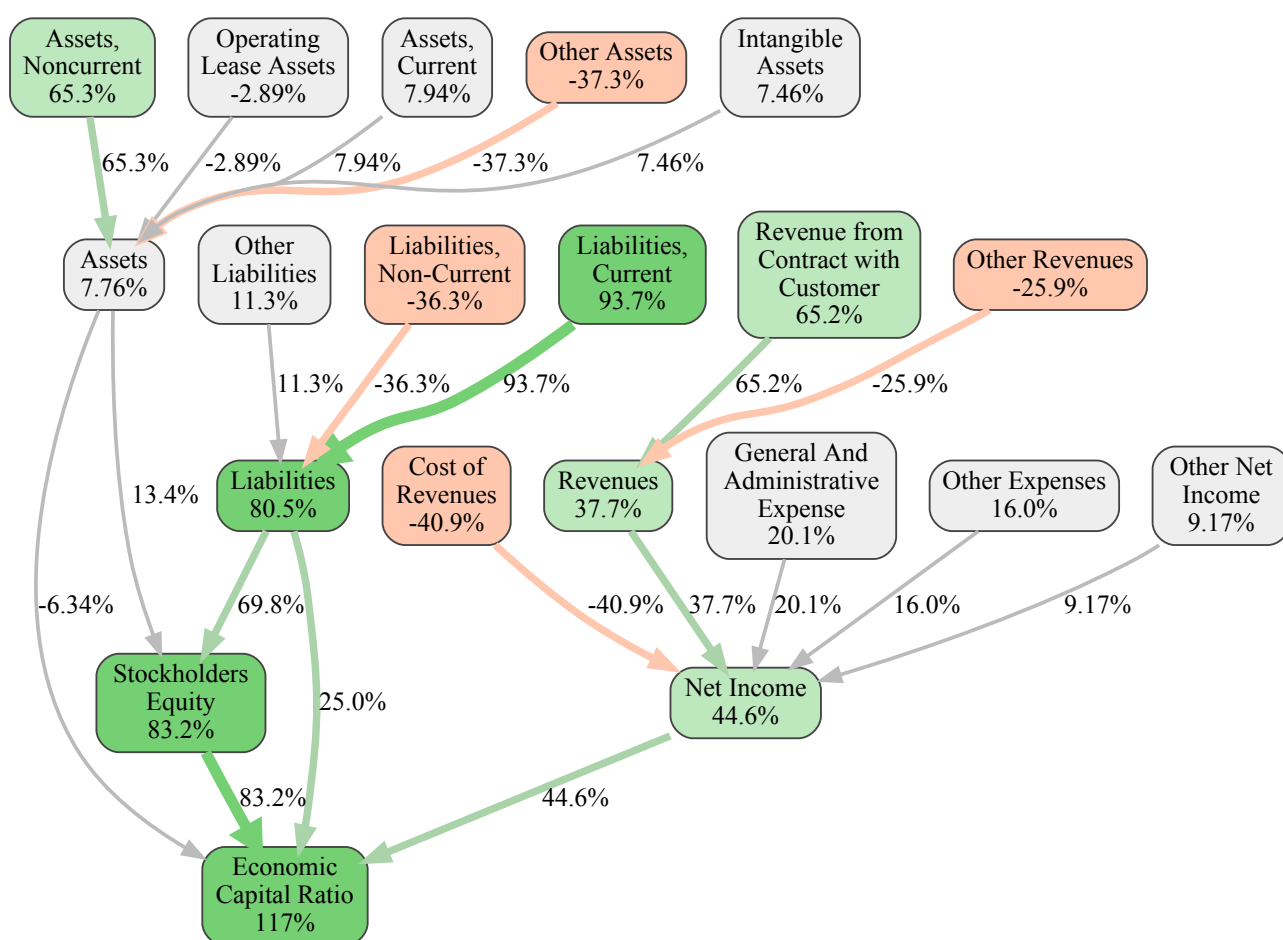 Assets,
Noncurrent
65.3%
Operating
Lease Assets
-2.89%
Assets,
Current
7.94%
Other Assets
-37.3%
Intangible
Assets
7.46%
65.3%
-2.89%
7.94%
-37.3%
7.46%
Assets
7.76%
Other
Liabilities
11.3%
Liabilities,
Non-Current
-36.3%
Liabilities,
Current
93.7%
Revenue from
Contract with
Customer
65.2%
Other Revenues
-25.9%
11.3%
-36.3%
93.7%
65.2%
-25.9%
13.4%
Liabilities
80.5%
Cost of
Revenues
-40.9%
Revenues
37.7%
General And
Administrative
Expense
20.1%
Other Expenses
16.0%
Other Net
Income
9.17%
-6.34%
69.8%
-40.9%
37.7%
20.1%
16.0%
9.17%
Stockholders
Equity
83.2%
25.0%
Net Income
44.6%
83.2%
44.6%
Economic
Capital Ratio
117%